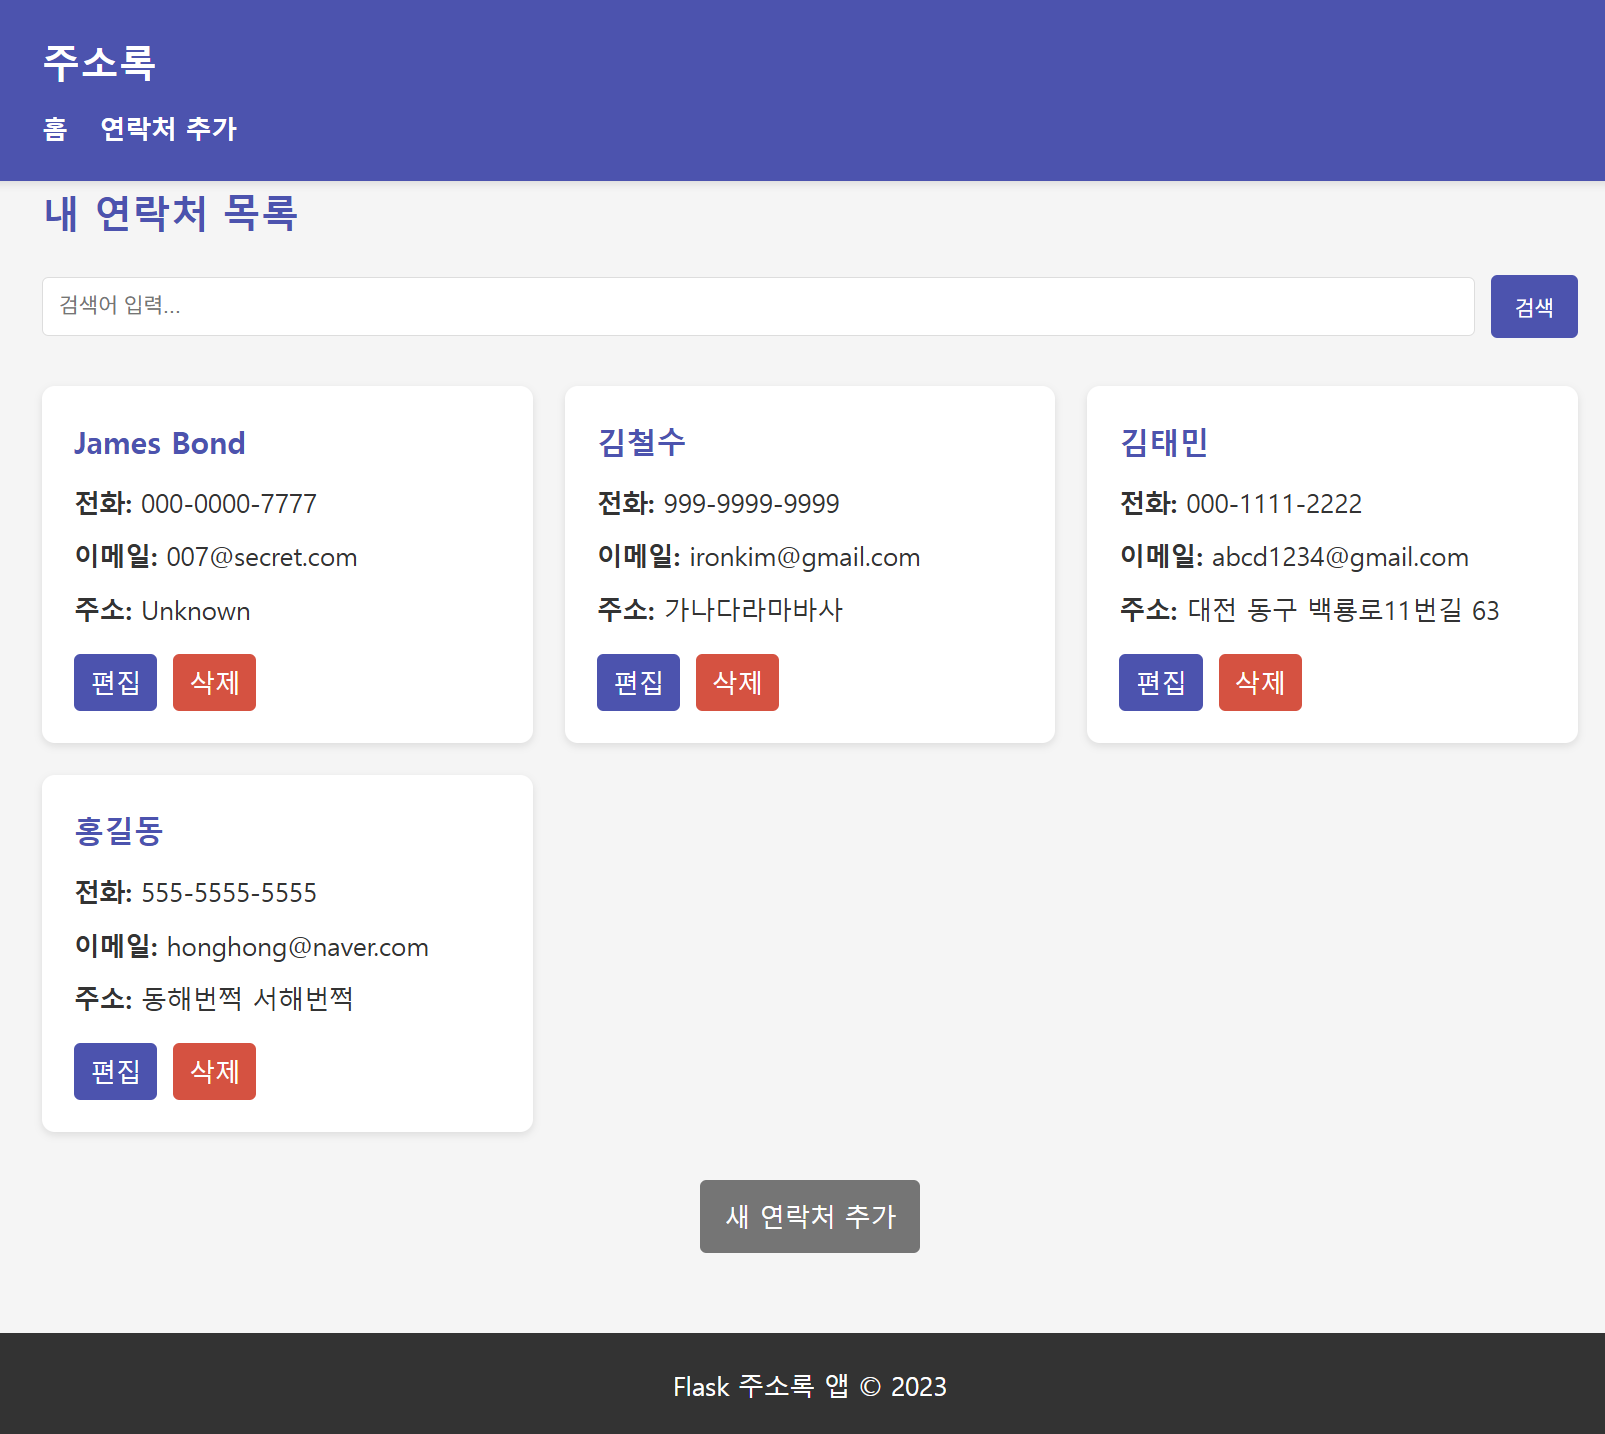 주소록
홈 연락처 추가
내 연락처 목록
검색어 입력...
검색
James Bond
전화: 000-0000-7777
이메일: 007@secret.com
주소: Unknown
편집 삭제
김철수
전화: 999-9999-9999
이메일: ironkim@gmail.com
주소: 가나다라마바사
편집 삭제
김태민
전화: 000-1111-2222
이메일: abcd1234@gmail.com
주소: 대전 동구 백룡로11번길 63
편집 삭제
홍길동
전화: 555-5555-5555
이메일: honghong@naver.com
주소: 동해번쩍 서해번쩍
편집 삭제
새 연락처 추가
Flask 주소록 앱 © 2023